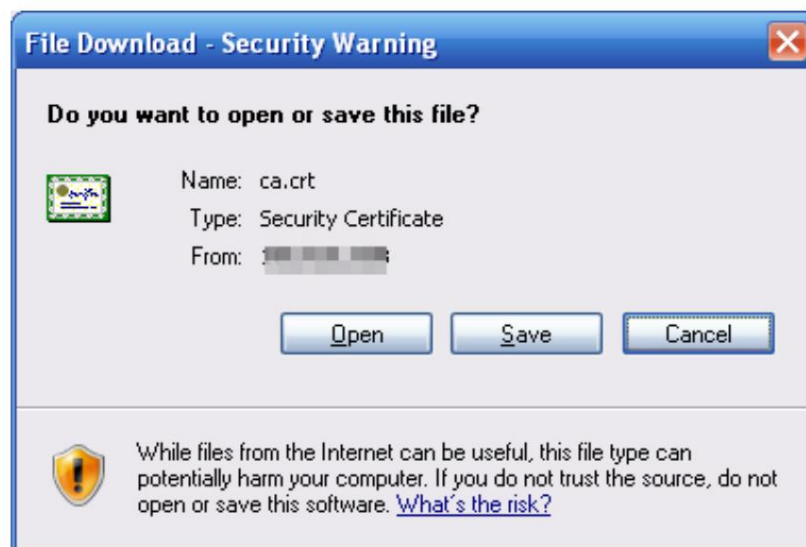 File Download - Security Warning
Do you want to open or save this file?
Name: ca.crt
Type: Security Certificate
From:
Open
Save
Cancel
While files from the Internet can be useful, this file type can
potentially harm your computer. If you do not trust the source, do not
open or save this software. What's the risk?